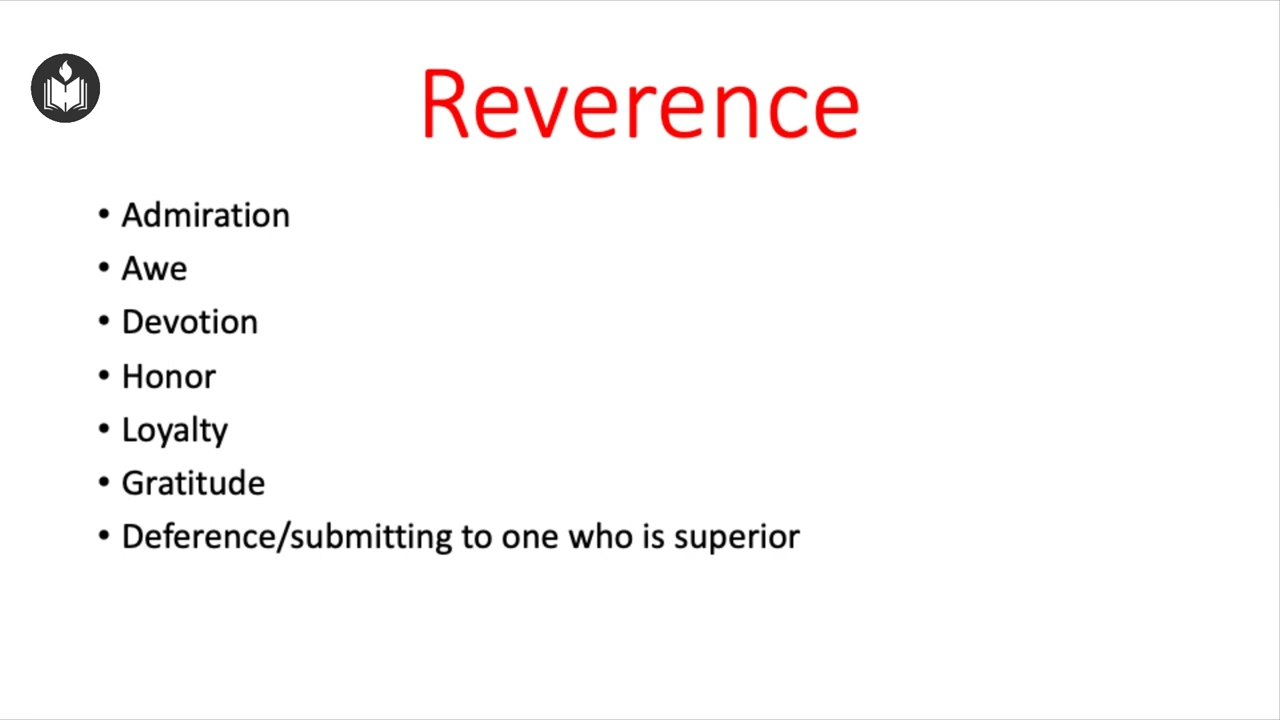 Reverence
• Admiration
• Awe
• Devotion
• Honor
• Loyalty
• Gratitude
• Deference/submitting to one who is superior